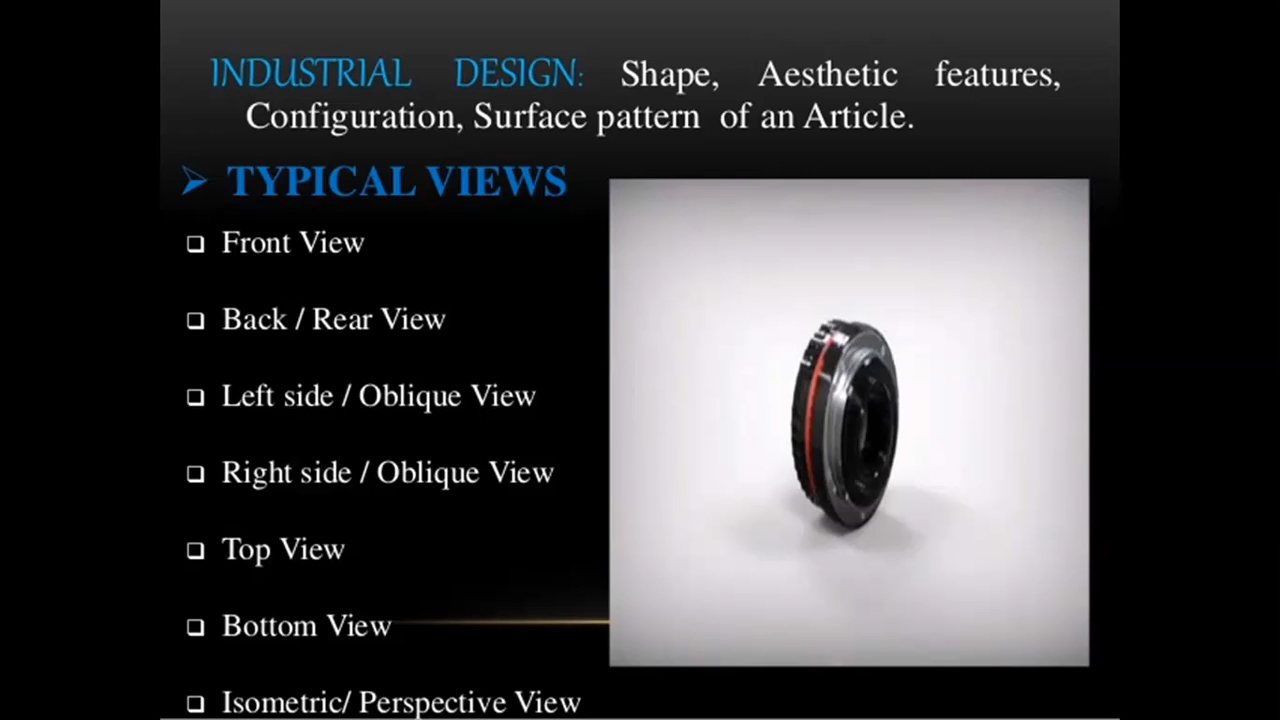 INDUSTRIAL DESIGN: Shape, Aesthetic features,
Configuration, Surface pattern of an Article.
TYPICAL VIEWS
Front View
Back / Rear View
Left side / Oblique View
Right side / Oblique View
Top View
Bottom View
Isometric/ Perspective View